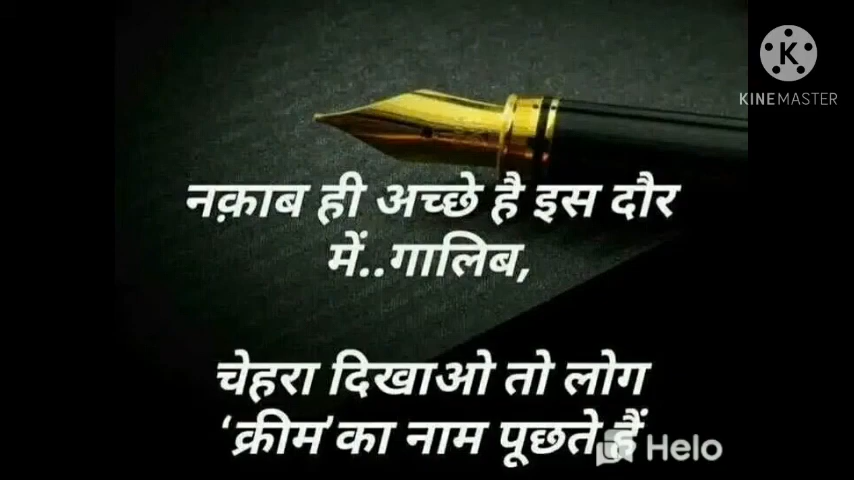 KINEMASTER
नक़ाब ही अच्छे है इस दौर
में..गालिब,
चेहरा दिखाओ तो लोग
‘क्रीम’का नाम पूछते हैं
Helo